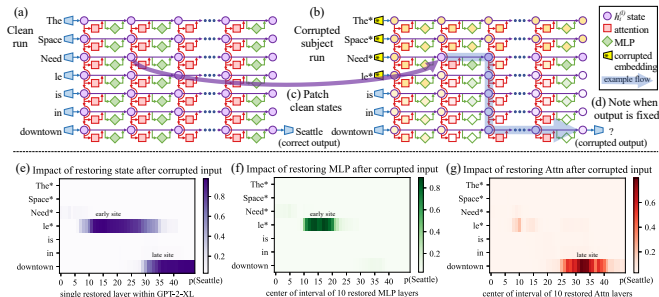 (a)
Clean
run
The
Space
Need
le
is
in
downtown
Seattle
(correct output)
(b)
Corrupted
subject
run
The*
Space*
Need*
le*
is
in
downtown
?
(corrupted output)
(c) Patch
clean states
(d) Note when
output is fixed
hᵢ⁽ˡ⁾ state
attention
MLP
corrupted
embedding
example flow
(e) Impact of restoring state after corrupted input
The*
Space*
Need*
le*
is
in
downtown
early site
late site
0 5 10 15 20 25 30 35 40 45 p(Seattle)
0.8
0.6
0.4
0.2
single restored layer within GPT-2-XL
(f) Impact of restoring MLP after corrupted input
The*
Space*
Need*
le*
is
in
downtown
early site
0 10 20 30 40 p(Seattle)
0.8
0.6
0.4
0.2
center of interval of 10 restored MLP layers
(g) Impact of restoring Attn after corrupted input
The*
Space*
Need*
le*
is
in
downtown
late site
0 10 20 30 40 p(Seattle)
0.8
0.6
0.4
0.2
center of interval of 10 restored Attn layers